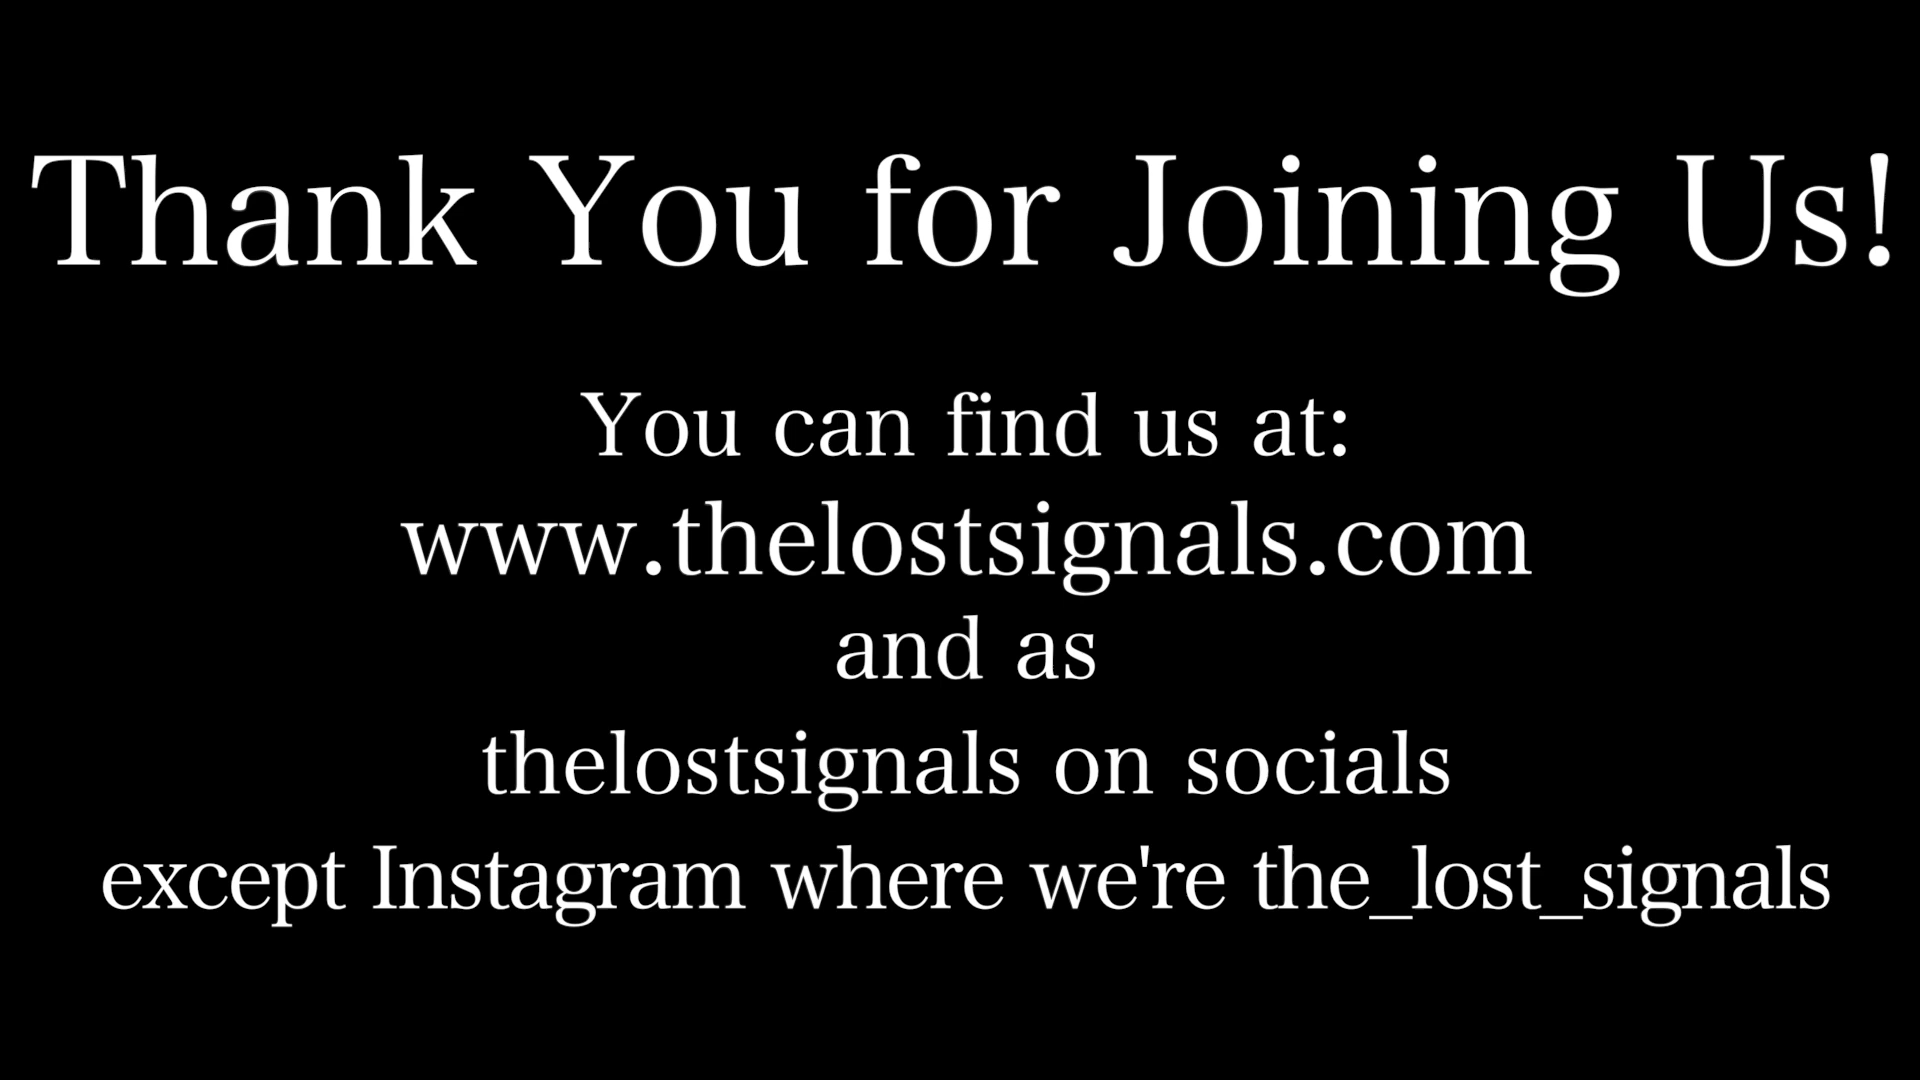 Thank You for Joining Us!
You can find us at:
www.thelostsignals.com
and as
thelostsignals on socials
except Instagram where we're the_lost_signals